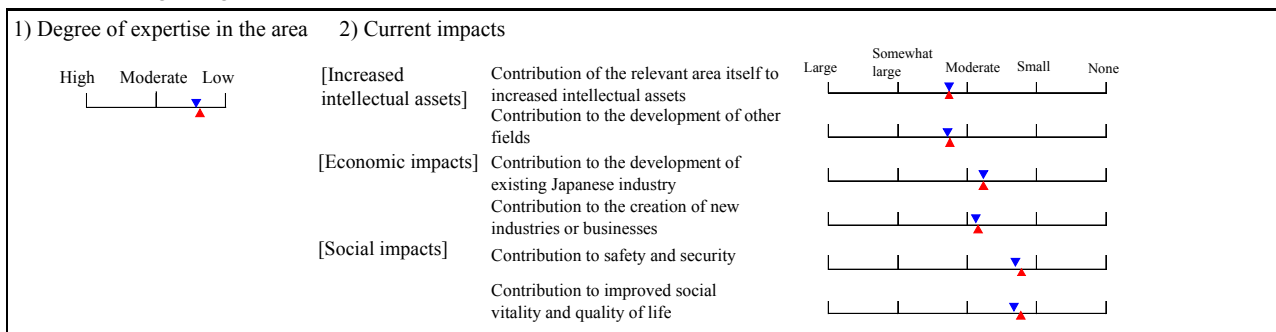 1) Degree of expertise in the area 2) Current impacts
High Moderate Low
[Increased intellectual assets]
Contribution of the relevant area itself to
increased intellectual assets
Large Somewhat large Moderate Small None
Contribution to the development of other
fields
[Economic impacts] Contribution to the development of
existing Japanese industry
Contribution to the creation of new
industries or businesses
[Social impacts] Contribution to safety and security
Contribution to improved social
vitality and quality of life